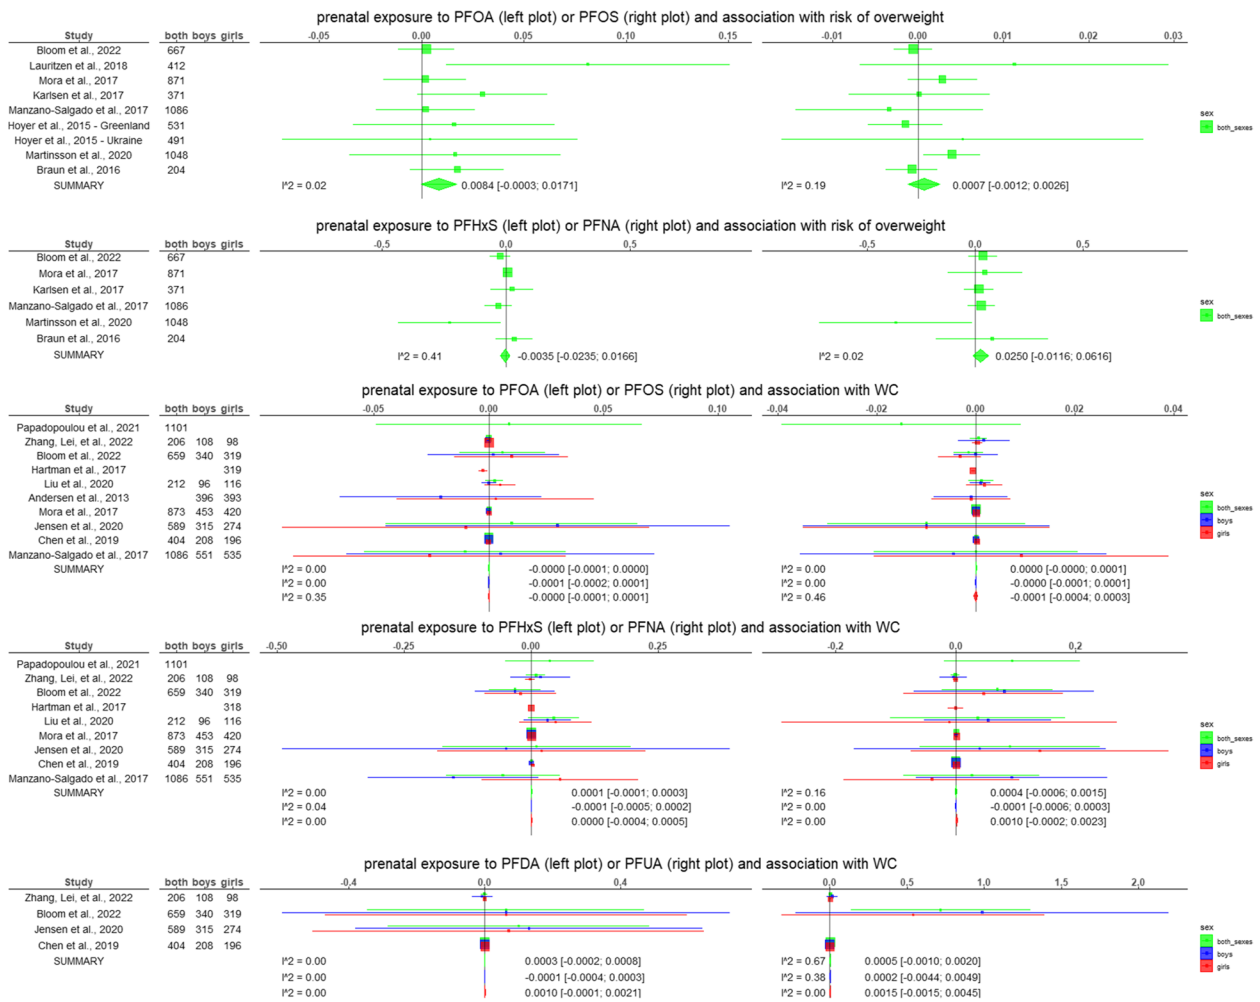 prenatal exposure to PFOA (left plot) or PFOS (right plot) and association with risk of overweight
Study both boys girls -0.05 0.00 0.05 0.10 0.15 -0.01 0.00 0.01 0.02 0.03
Bloom et al., 2022 667
Lauritzen et al., 2018 412
Mora et al., 2017 871
Karlsen et al., 2017 371
Manzano-Salgado et al., 2017 1086
Hoyer et al., 2015 - Greenland 531
Hoyer et al., 2015 - Ukraine 491
Martinsson et al., 2020 1048
Braun et al., 2016 204
SUMMARY I^2 = 0.02 0.0084 [-0.0003; 0.0171] I^2 = 0.19 0.0007 [-0.0012; 0.0026]
sex
both_sexes
prenatal exposure to PFHxS (left plot) or PFNA (right plot) and association with risk of overweight
Study both boys girls -0,5 0,0 0,5 -0,5 0,0 0,5
Bloom et al., 2022 667
Mora et al., 2017 871
Karlsen et al., 2017 371
Manzano-Salgado et al., 2017 1086
Martinsson et al., 2020 1048
Braun et al., 2016 204
SUMMARY I^2 = 0.41 -0.0035 [-0.0235; 0.0166] I^2 = 0.02 0.0250 [-0.0116; 0.0616]
sex
both_sexes
prenatal exposure to PFOA (left plot) or PFOS (right plot) and association with WC
Study both boys girls -0.05 0.00 0.05 0.10 -0.04 -0.02 0.00 0.02 0.04
Papadopoulou et al., 2021 1101
Zhang, Lei, et al., 2022 206 108 98
Bloom et al., 2022 659 340 319
Hartman et al., 2017 319
Liu et al., 2020 212 96 116
Andersen et al., 2013 396 393
Mora et al., 2017 873 453 420
Jensen et al., 2020 589 315 274
Chen et al., 2019 404 208 196
Manzano-Salgado et al., 2017 1086 551 535
SUMMARY I^2 = 0.00 -0.0000 [-0.0001; 0.0000] I^2 = 0.00 0.0000 [-0.0000; 0.0001]
I^2 = 0.00 -0.0001 [-0.0002; 0.0001] I^2 = 0.00 -0.0000 [-0.0001; 0.0001]
I^2 = 0.35 -0.0000 [-0.0001; 0.0001] I^2 = 0.46 -0.0001 [-0.0004; 0.0003]
sex
both_sexes
boys
girls
prenatal exposure to PFHxS (left plot) or PFNA (right plot) and association with WC
Study both boys girls -0,50 -0,25 0,00 0,25 -0,2 0,0 0,2
Papadopoulou et al., 2021 1101
Zhang, Lei, et al., 2022 206 108 98
Bloom et al., 2022 659 340 319
Hartman et al., 2017 318
Liu et al., 2020 212 96 116
Mora et al., 2017 873 453 420
Jensen et al., 2020 589 315 274
Chen et al., 2019 404 208 196
Manzano-Salgado et al., 2017 1086 551 535
SUMMARY I^2 = 0.00 0.0001 [-0.0001; 0.0003] I^2 = 0.16 0.0004 [-0.0006; 0.0015]
I^2 = 0.04 -0.0001 [-0.0005; 0.0002] I^2 = 0.00 -0.0001 [-0.0006; 0.0003]
I^2 = 0.00 0.0000 [-0.0004; 0.0005] I^2 = 0.00 0.0010 [-0.0002; 0.0023]
sex
both_sexes
boys
girls
prenatal exposure to PFDA (left plot) or PFUA (right plot) and association with WC
Study both boys girls -0,4 0,0 0,4 0,0 0,5 1,0 1,5 2,0
Zhang, Lei, et al., 2022 206 108 98
Bloom et al., 2022 659 340 319
Jensen et al., 2020 589 315 274
Chen et al., 2019 404 208 196
SUMMARY I^2 = 0.00 0.0003 [-0.0002; 0.0008] I^2 = 0.67 0.0005 [-0.0010; 0.0020]
I^2 = 0.00 -0.0001 [-0.0004; 0.0003] I^2 = 0.38 0.0002 [-0.0044; 0.0049]
I^2 = 0.00 0.0010 [-0.0001; 0.0021] I^2 = 0.00 0.0015 [-0.0015; 0.0045]
sex
both_sexes
boys
girls